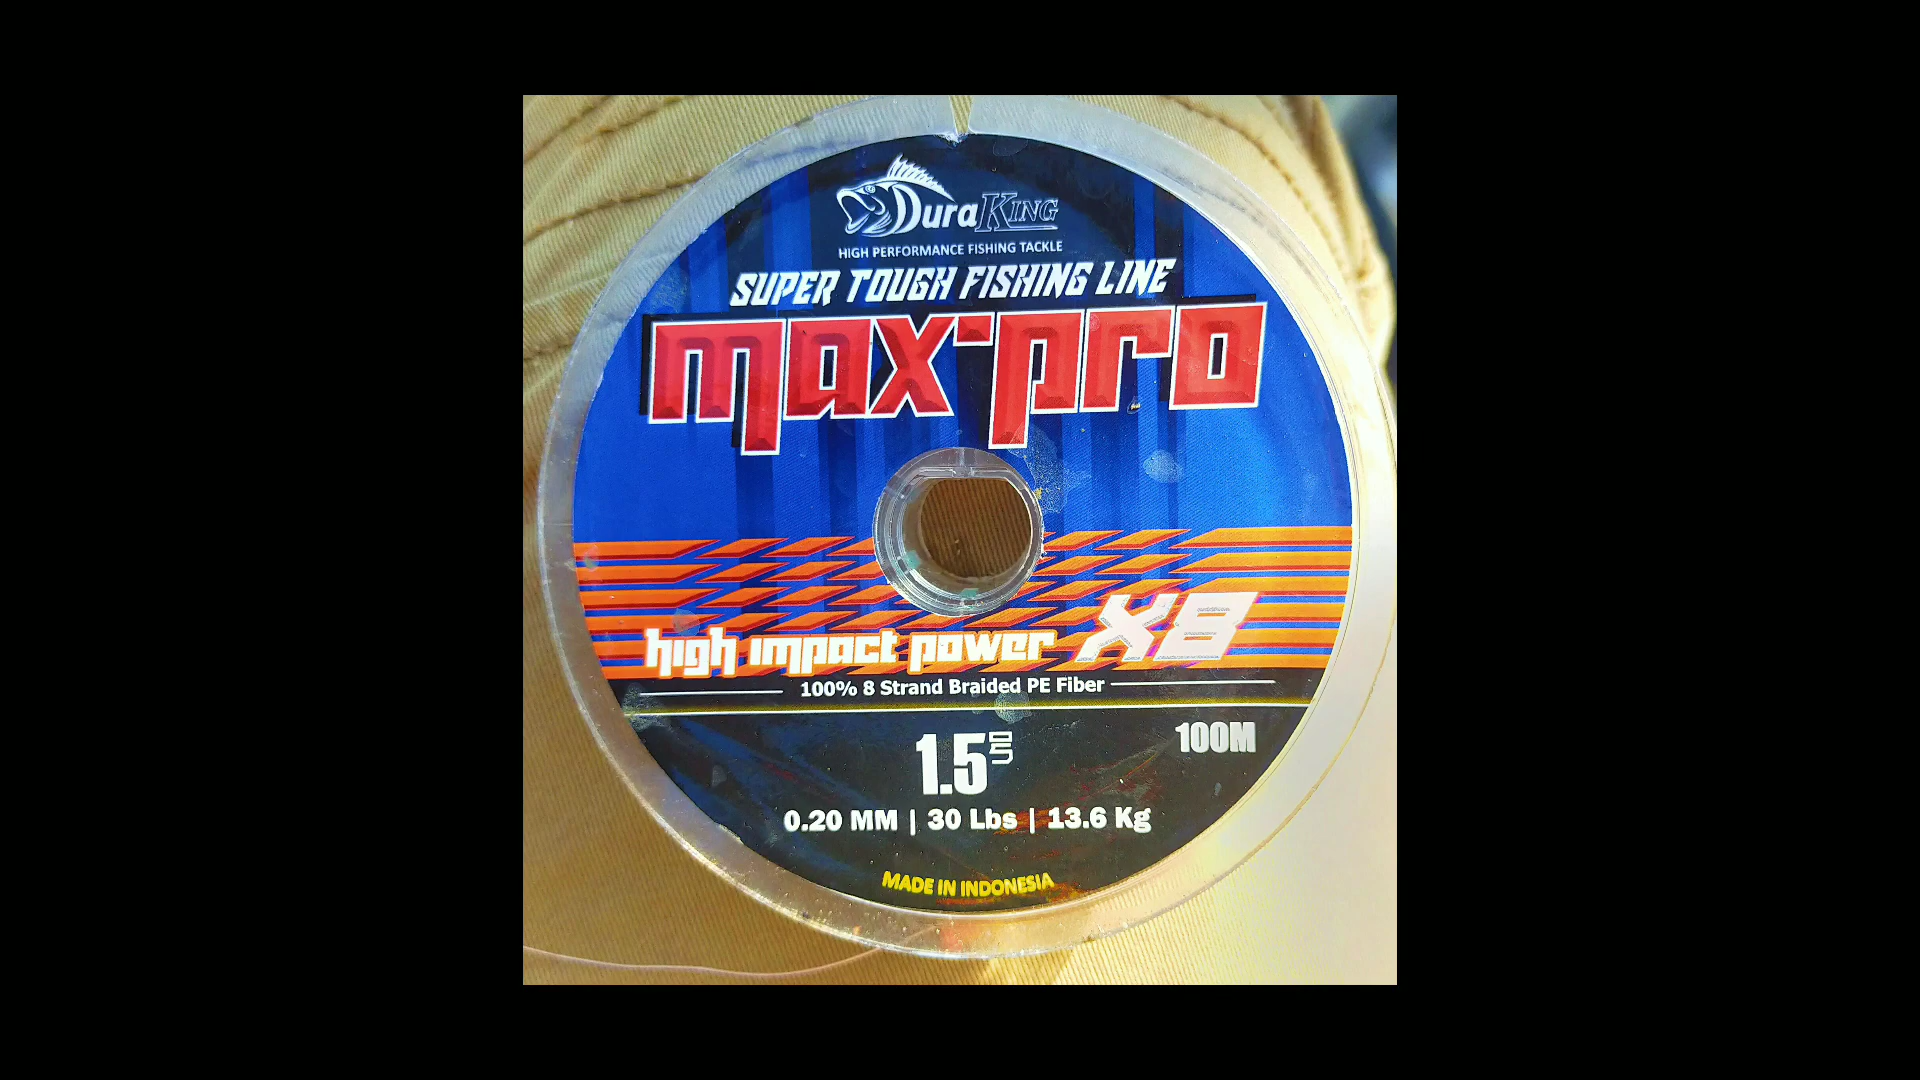 DuraKing
HIGH PERFORMANCE FISHING TACKLE
SUPER TOUGH FISHING LINE
max·pro
high impact power X8
100% 8 Strand Braided PE Fiber
1.5
100M
0.20 MM | 30 Lbs | 13.6 Kg
MADE IN INDONESIA